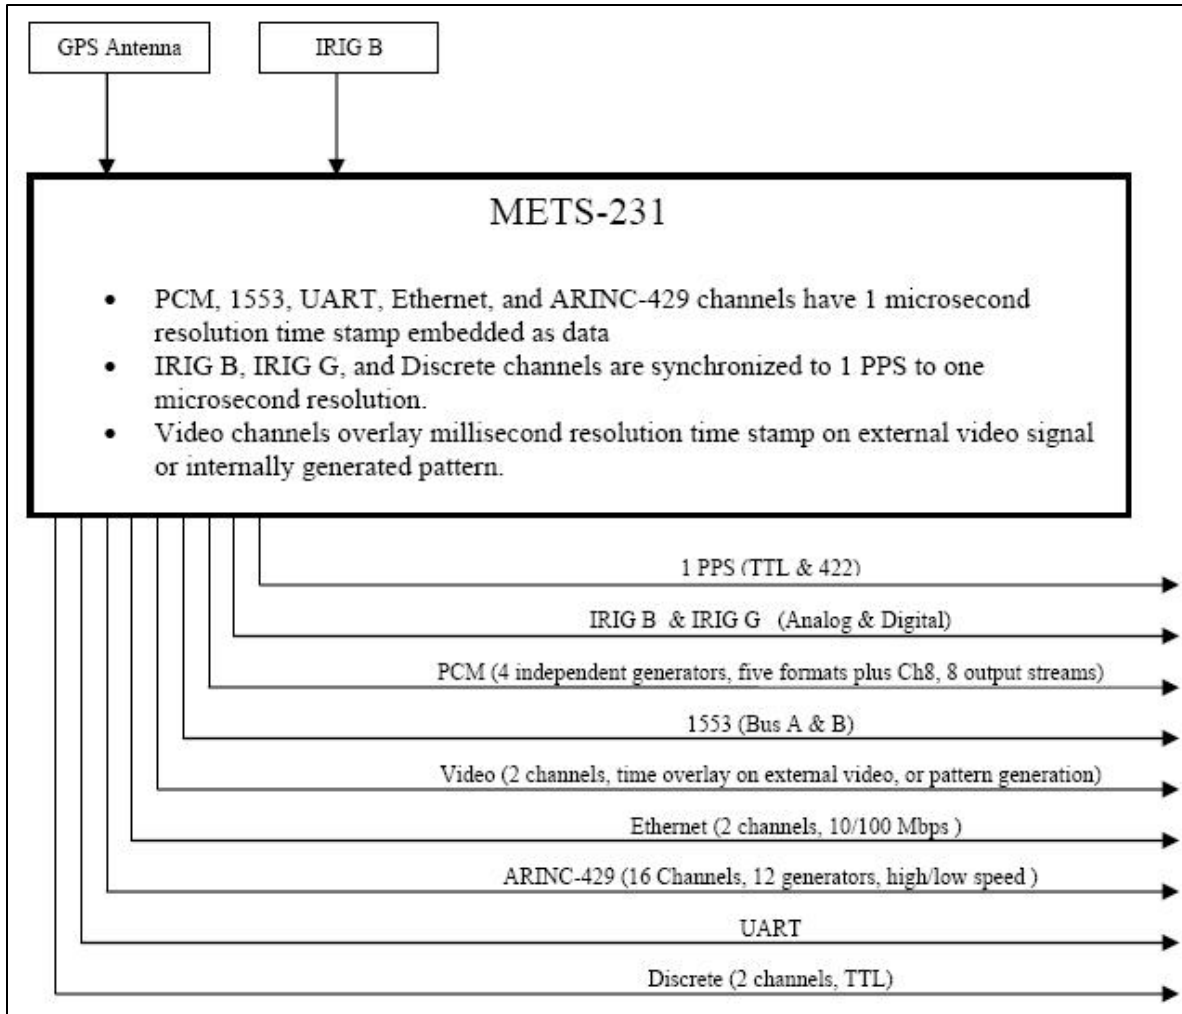 GPS Antenna
IRIG B
METS-231
• PCM, 1553, UART, Ethernet, and ARINC-429 channels have 1 microsecond
resolution time stamp embedded as data
• IRIG B, IRIG G, and Discrete channels are synchronized to 1 PPS to one
microsecond resolution.
• Video channels overlay millisecond resolution time stamp on external video signal
or internally generated pattern.
1 PPS (TTL & 422)
IRIG B & IRIG G (Analog & Digital)
PCM (4 independent generators, five formats plus Ch8, 8 output streams)
1553 (Bus A & B)
Video (2 channels, time overlay on external video, or pattern generation)
Ethernet (2 channels, 10/100 Mbps )
ARINC-429 (16 Channels, 12 generators, high/low speed )
UART
Discrete (2 channels, TTL)